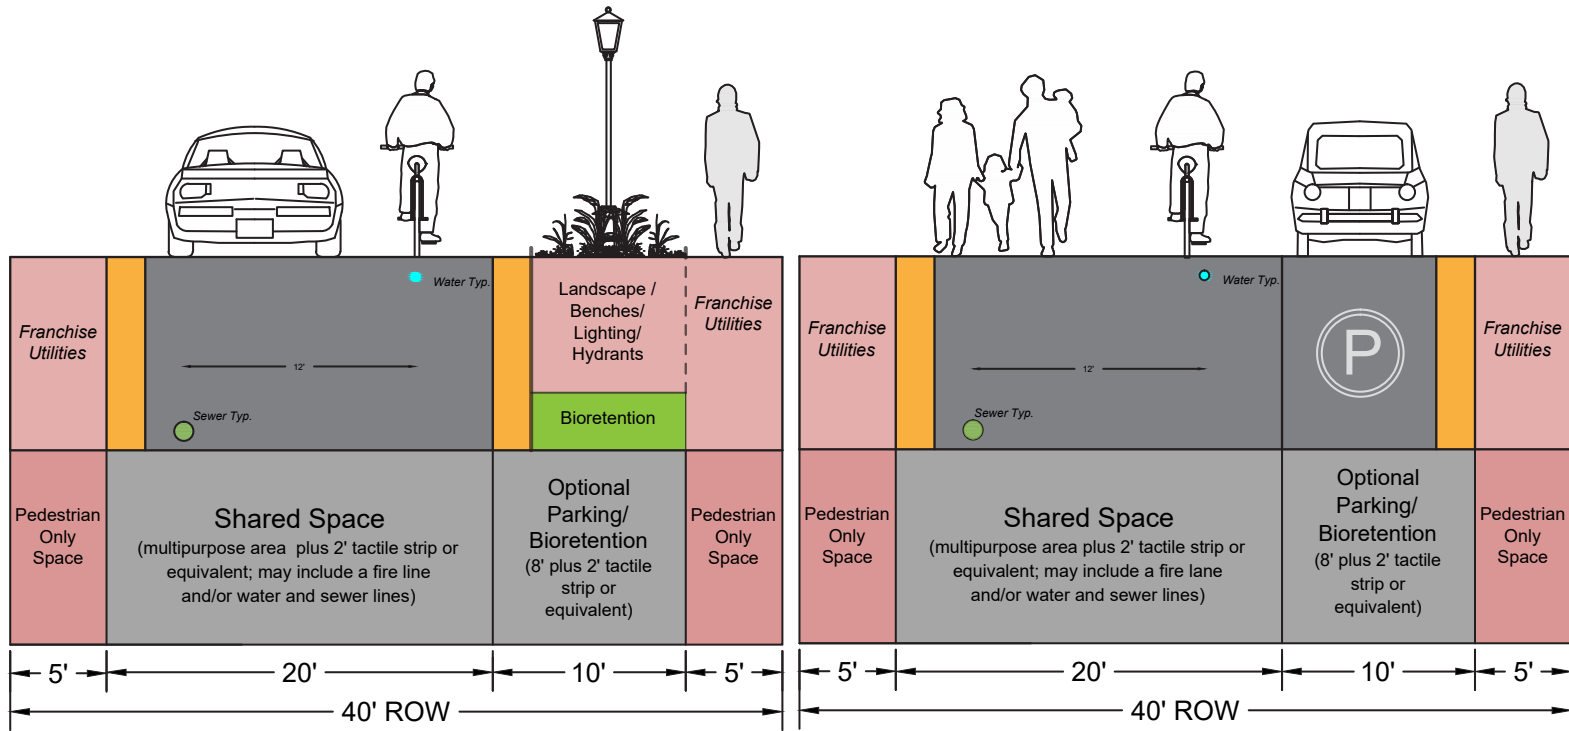 Franchise
Utilities
Water Typ.
12'
Sewer Typ.
Landscape /
Benches/
Lighting/
Hydrants
Bioretention
Franchise
Utilities
Pedestrian
Only
Space
Shared Space
(multipurpose area plus 2' tactile strip or
equivalent; may include a fire line
and/or water and sewer lines)
Optional
Parking/
Bioretention
(8' plus 2' tactile
strip or
equivalent)
Pedestrian
Only
Space
5'
20'
10'
5'
40' ROW
Franchise
Utilities
Water Typ.
12'
Sewer Typ.
P
Franchise
Utilities
Pedestrian
Only
Space
Shared Space
(multipurpose area plus 2' tactile strip or
equivalent; may include a fire lane
and/or water and sewer lines)
Optional
Parking/
Bioretention
(8' plus 2' tactile
strip or
equivalent)
Pedestrian
Only
Space
5'
20'
10'
5'
40' ROW